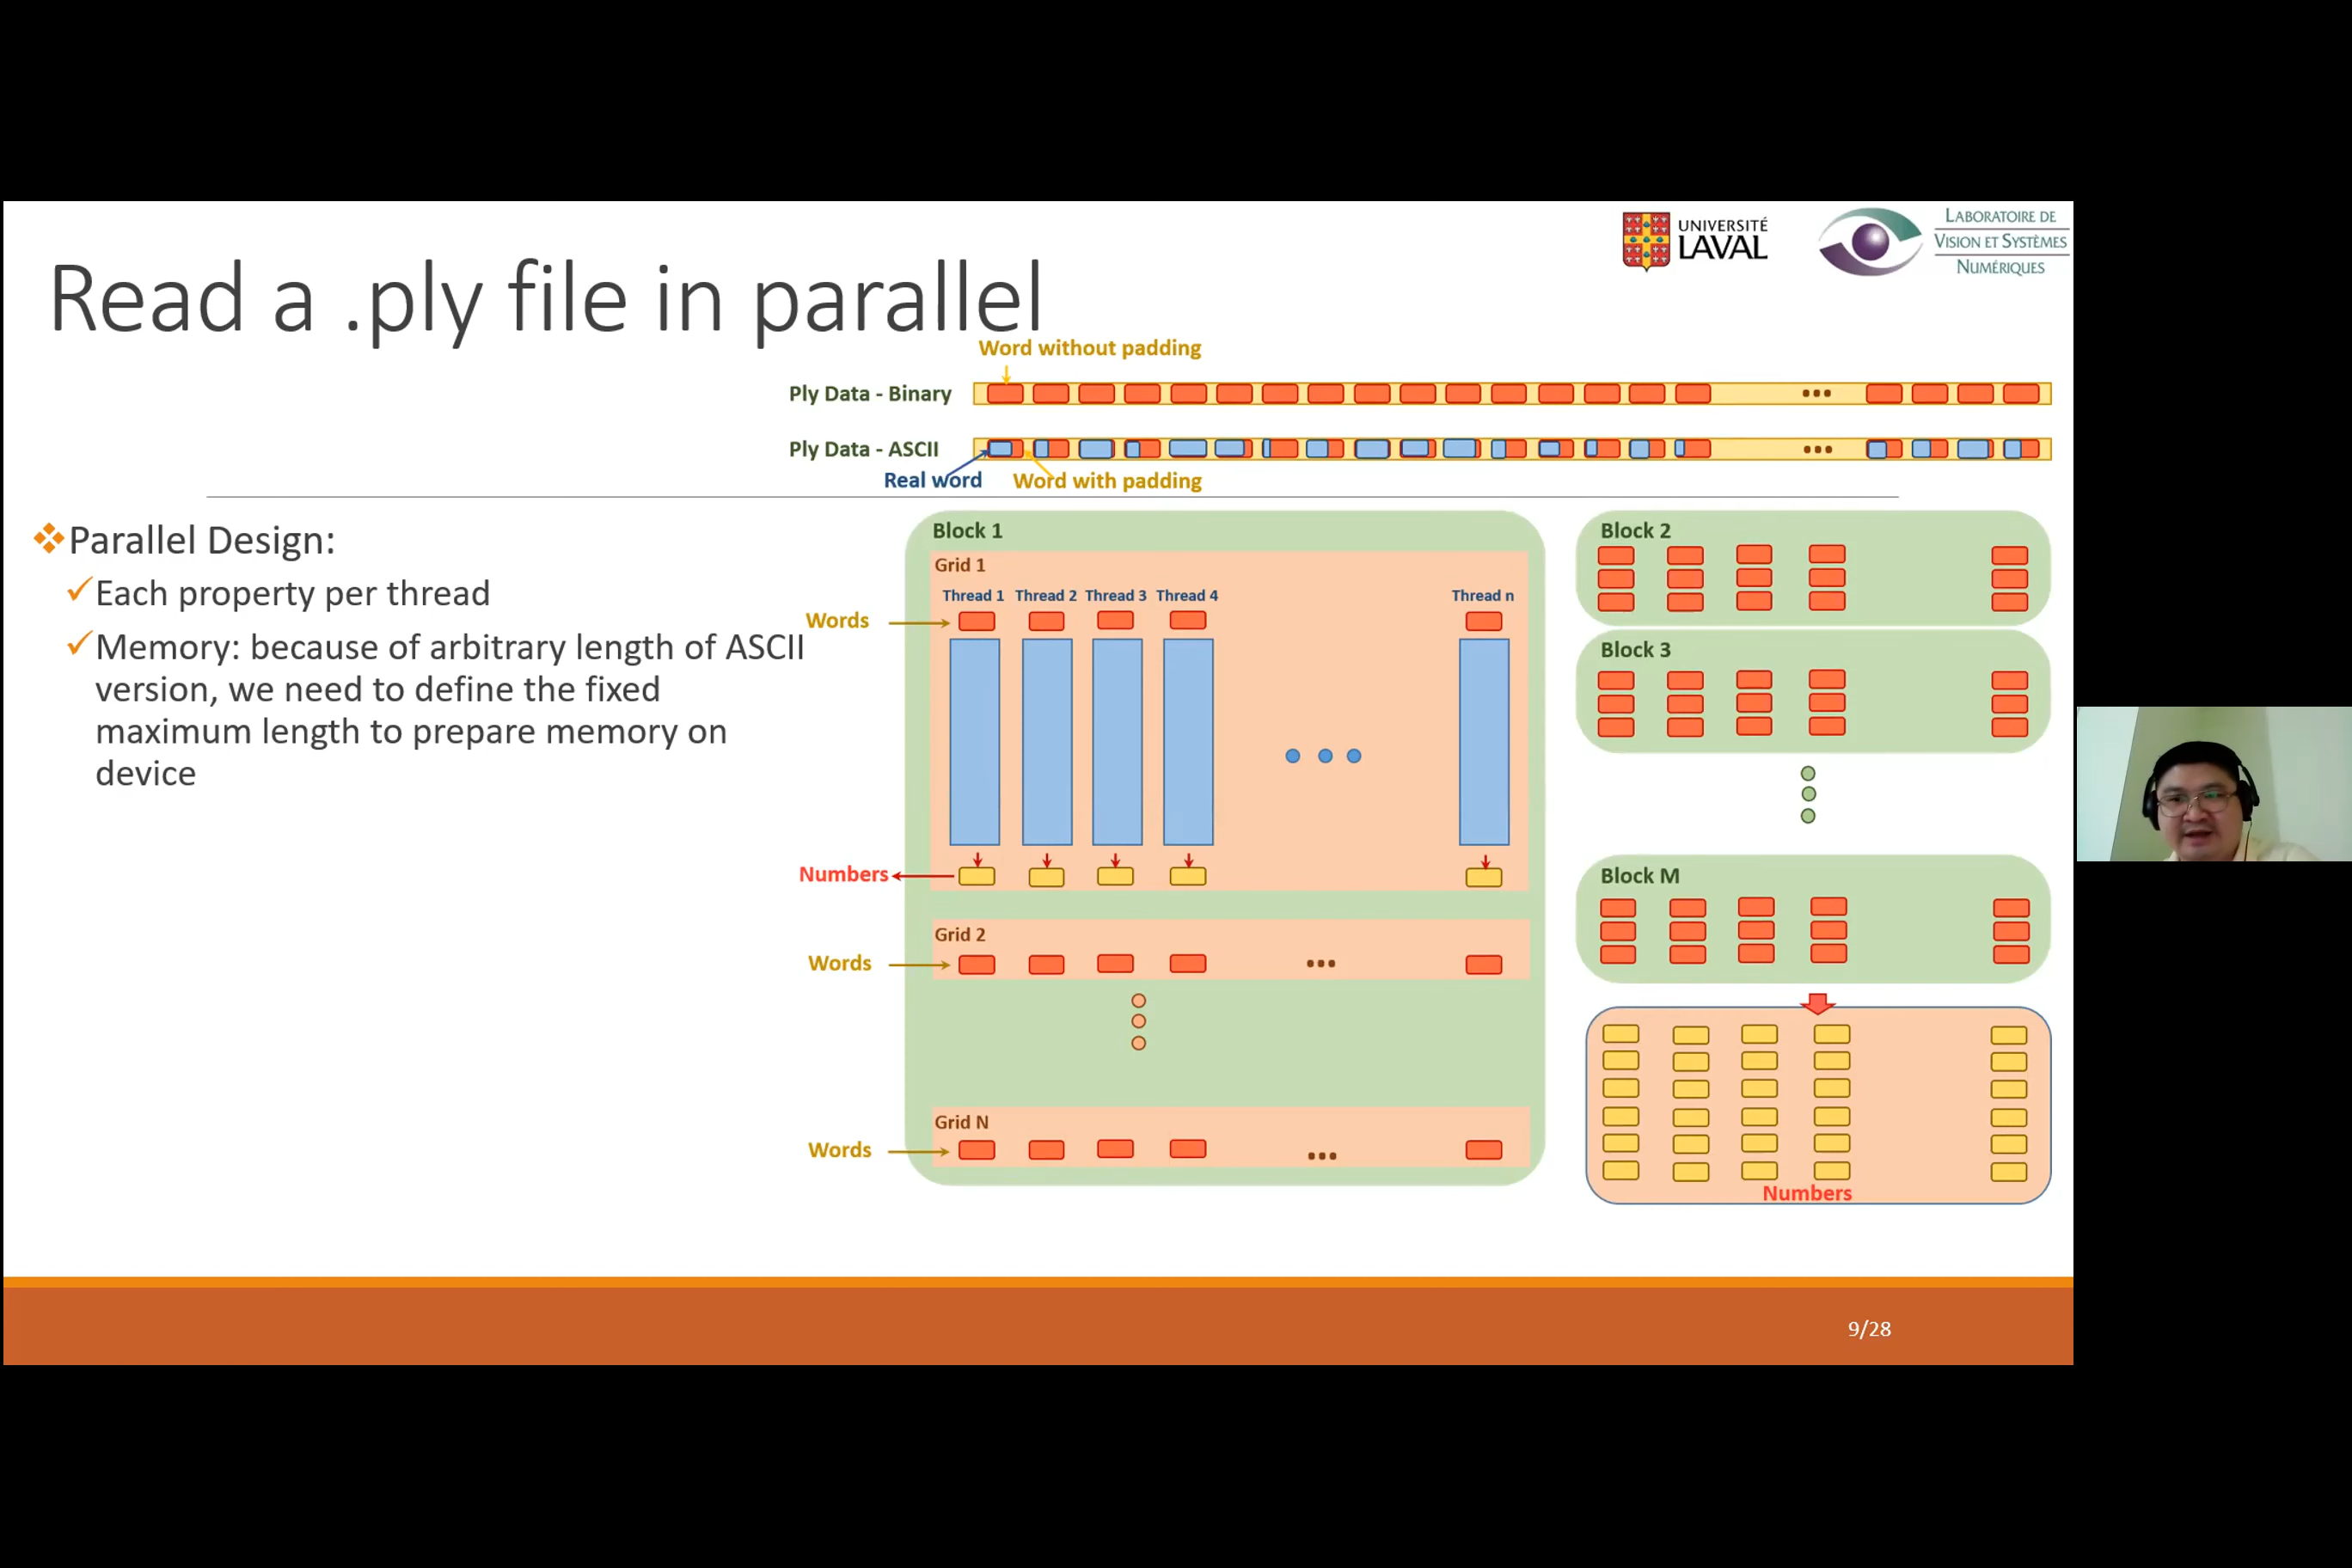 UNIVERSITÉ
LAVAL
LABORATOIRE DE
VISION ET SYSTÈMES
NUMÉRIQUES
Read a .ply file in parallel
Word without padding
Ply Data - Binary
Ply Data - ASCII
Real word
Word with padding
Parallel Design:
Each property per thread
Memory: because of arbitrary length of ASCII
version, we need to define the fixed
maximum length to prepare memory on
device
Block 1
Grid 1
Thread 1 Thread 2 Thread 3 Thread 4 Thread n
Words
Numbers
Grid 2
Words
Grid N
Words
Block 2
Block 3
Block M
Numbers
9/28